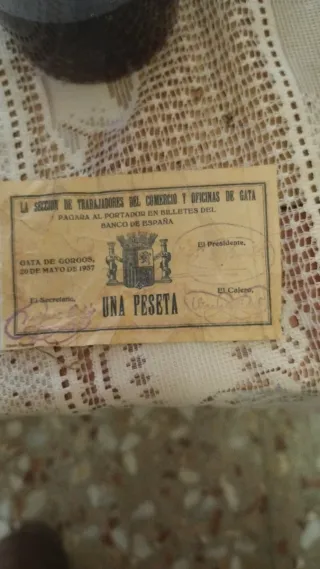 LA SECCION DE TRABAJADORES DEL COMERCIO Y OFICINAS DE GATA
PAGARA AL PORTADOR EN BILLETES DEL
BANCO DE ESPAÑA
El Presidente,
GATA DE GORGOS,
20 DE MAYO DE 1937
El Secretario,
El Cajero,
UNA PESETA